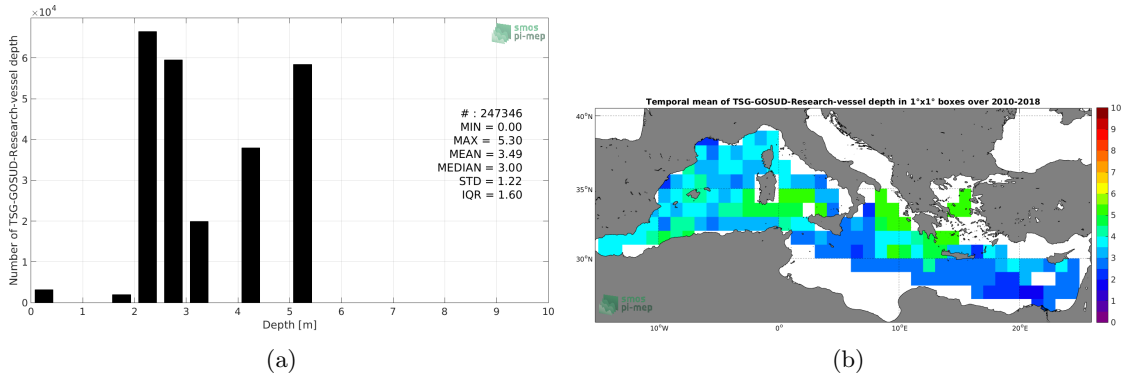 ×10⁴
smos
pi-mep
Number of TSG-GOSUD-Research-vessel depth
6
5
4
3
2
1
0
# : 247346
MIN = 0.00
MAX = 5.30
MEAN = 3.49
MEDIAN = 3.00
STD = 1.22
IQR = 1.60
0 1 2 3 4 5 6 7 8 9 10
Depth [m]
(a)
Temporal mean of TSG-GOSUD-Research-vessel depth in 1°x1° boxes over 2010-2018
40°N
35°N
30°N
smos
pi-mep
10°W 0° 10°E 20°E
10
9
8
7
6
5
4
3
2
1
0
(b)